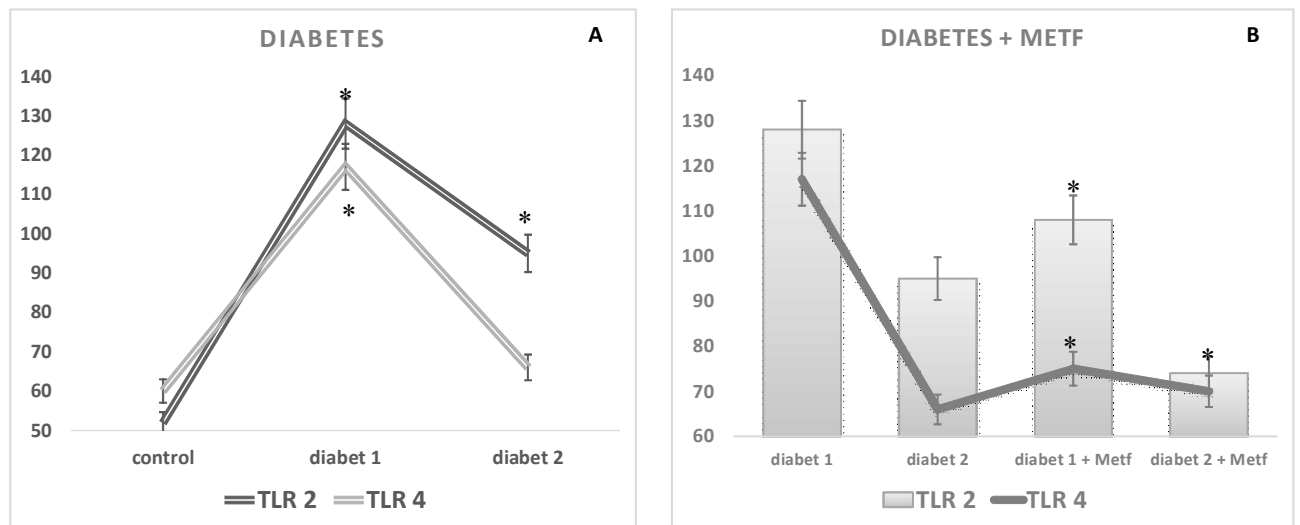 DIABETES A
140
130
120
110
100
90
80
70
60
50
* * *
control diabet 1 diabet 2
TLR 2 TLR 4
DIABETES + METF B
140
130
120
110
100
90
80
70
60
* * *
diabet 1 diabet 2 diabet 1 + Metf diabet 2 + Metf
TLR 2 TLR 4